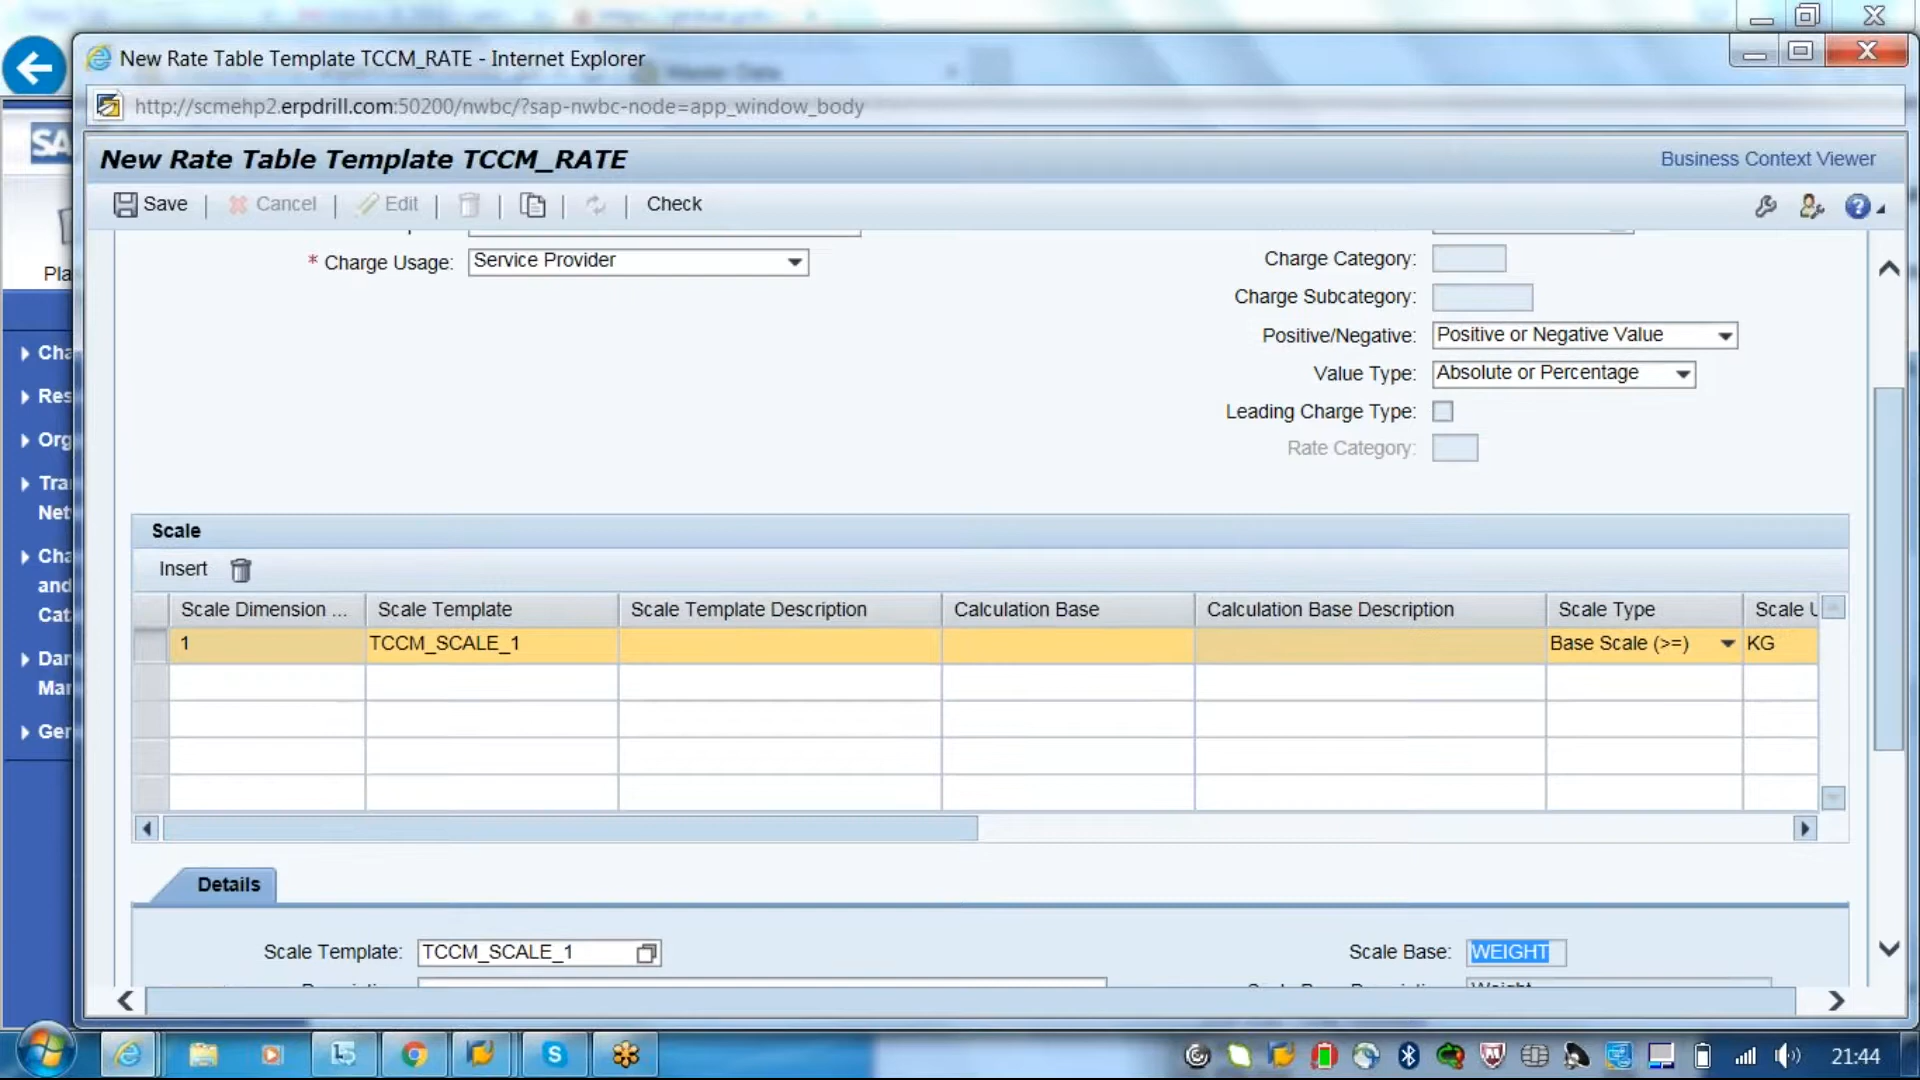 New Rate Table Template TCCM_RATE - Internet Explorer
http://scmehp2.erpdrill.com:50200/nwbc/?sap-nwbc-node=app_window_body
SA
New Rate Table Template TCCM_RATE
Business Context Viewer
Save | Cancel | Edit | | | | Check
Pla
* Charge Usage: Service Provider
Charge Category:
Charge Subcategory:
Positive/Negative: Positive or Negative Value
Value Type: Absolute or Percentage
Leading Charge Type:
Rate Category:
Cha
Res
Org
Tra
Net
Cha
and
Cat
Dan
Mar
Ger
Scale
Insert
Scale Dimension ... Scale Template Scale Template Description Calculation Base Calculation Base Description Scale Type Scale U
1 TCCM_SCALE_1 Base Scale (>=) KG
Details
Scale Template: TCCM_SCALE_1
Scale Base: WEIGHT
21:44